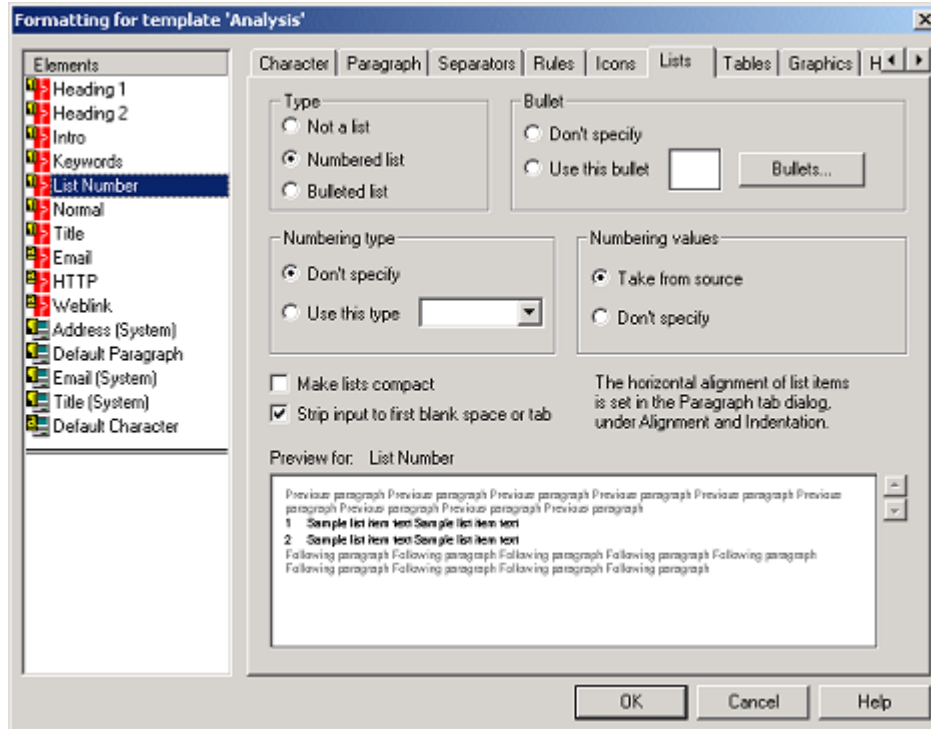 Formatting for template 'Analysis'
Elements
Heading 1
Heading 2
Intro
Keywords
List Number
Normal
Title
Email
HTTP
Weblink
Address (System)
Default Paragraph
Email (System)
Title (System)
Default Character
Character Paragraph Separators Rules Icons Lists Tables Graphics H
Type
Not a list
Numbered list
Bulleted list
Bullet
Don't specify
Use this bullet
Bullets...
Numbering type
Don't specify
Use this type
Numbering values
Take from source
Don't specify
Make lists compact
Strip input to first blank space or tab
The horizontal alignment of list items
is set in the Paragraph tab dialog,
under Alignment and Indentation.
Preview for: List Number
Previous paragraph Previous paragraph Previous paragraph Previous paragraph Previous paragraph Previous
paragraph Previous paragraph Previous paragraph Previous paragraph
1 Sample list item text Sample list item text
2 Sample list item text Sample list item text
Following paragraph Following paragraph Following paragraph Following paragraph Following paragraph
Following paragraph Following paragraph Following paragraph Following paragraph
OK Cancel Help